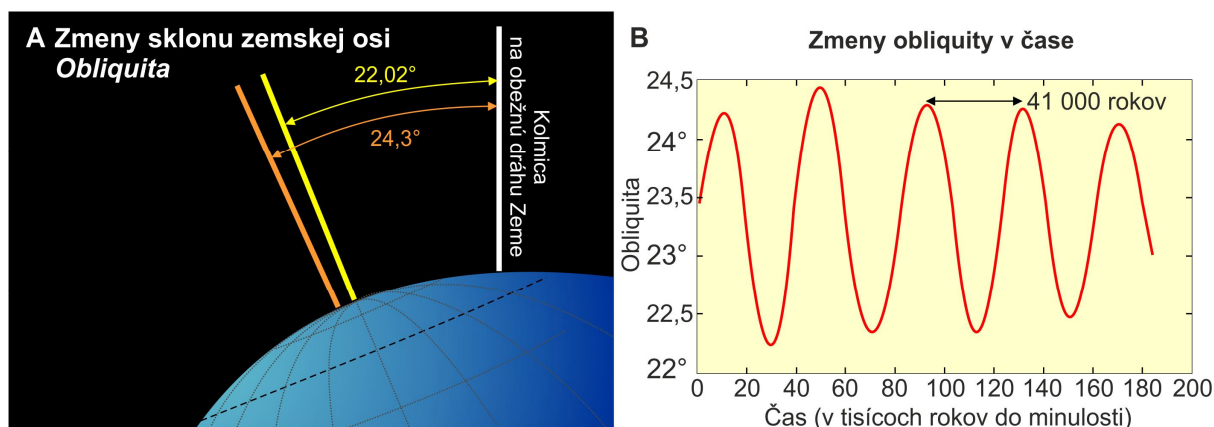 A Zmeny sklonu zemskej osi
Obliquita
22,02°
24,3°
Kolmica
na obežnú dráhu Zeme
B
Zmeny obliquity v čase
24,5
24°
23,5
23°
22,5
22°
Obliquita
41 000 rokov
0 20 40 60 80 100 120 140 160 180 200
Čas (v tisícoch rokov do minulosti)